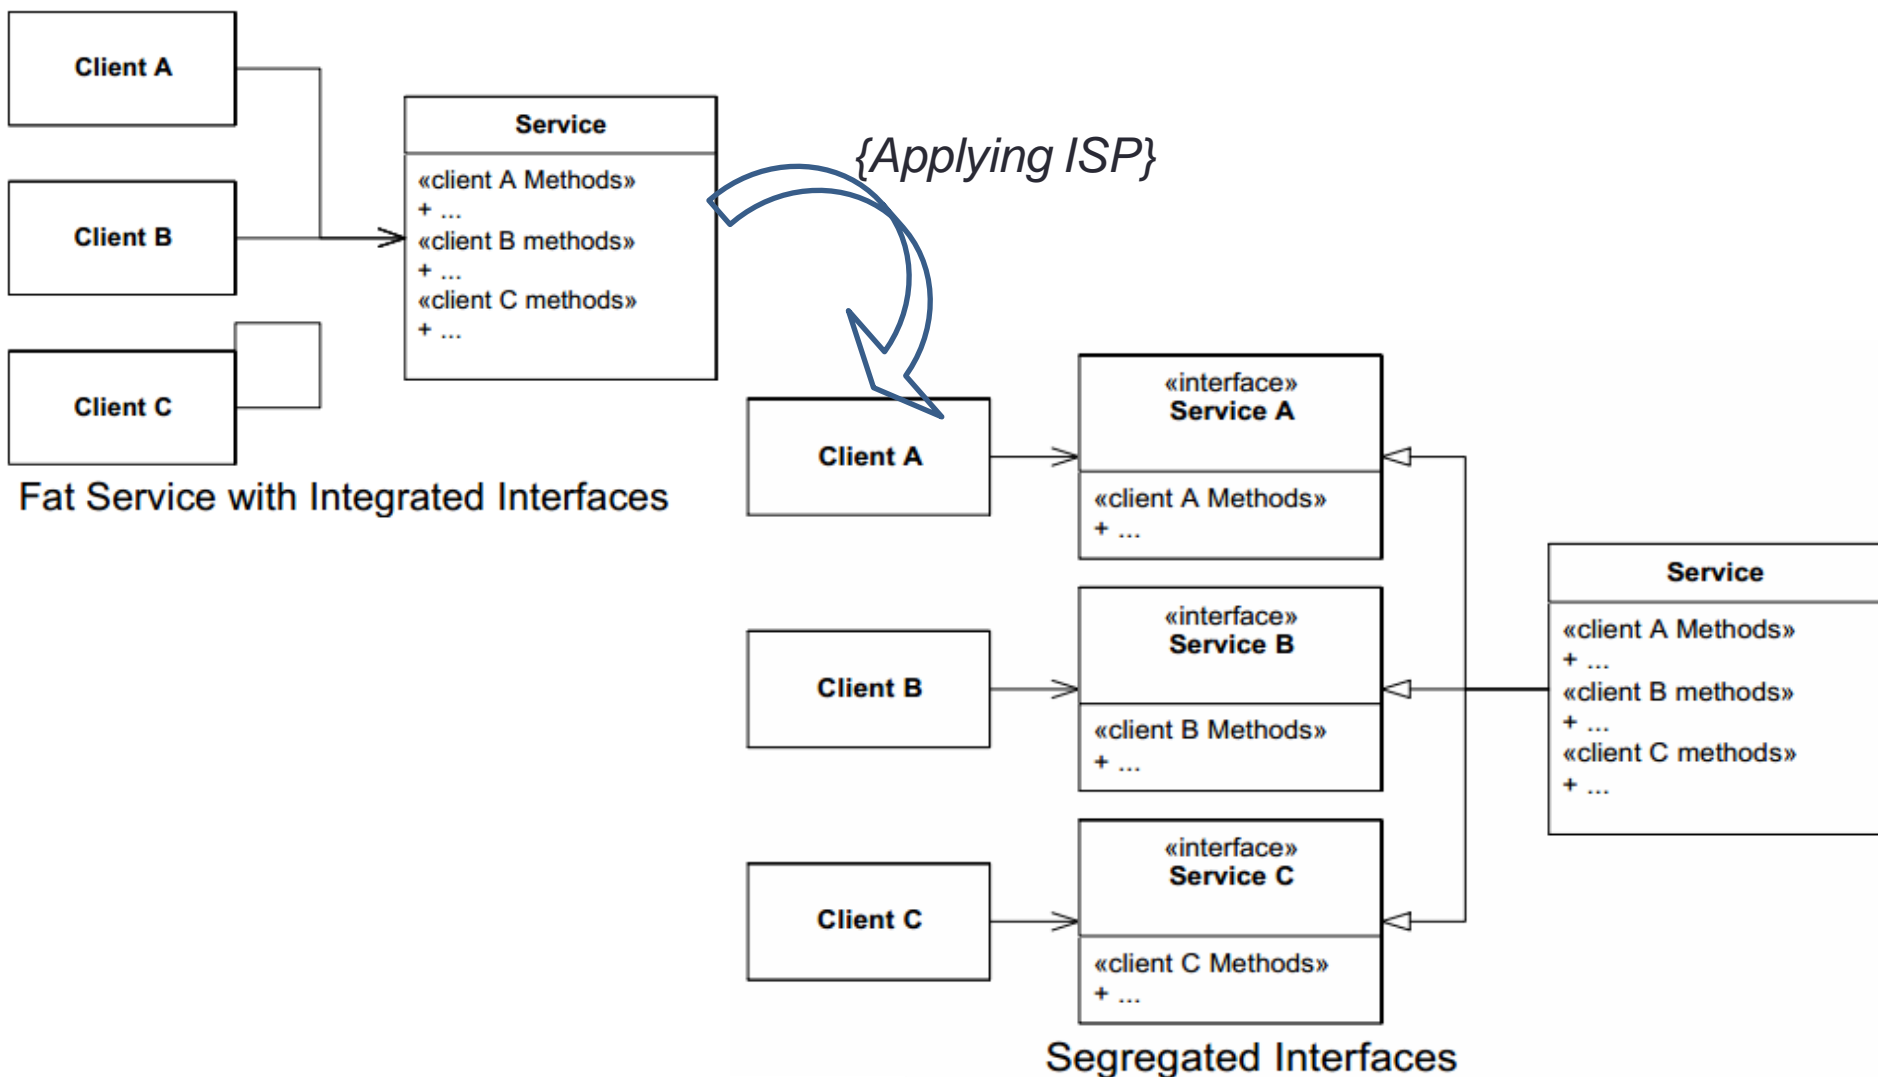 Client A
Client B
Client C
Service
«client A Methods»
+ ...
«client B methods»
+ ...
«client C methods»
+ ...
Fat Service with Integrated Interfaces
{Applying ISP}
Client A
«interface»
Service A
«client A Methods»
+ ...
Client B
«interface»
Service B
«client B Methods»
+ ...
Client C
«interface»
Service C
«client C Methods»
+ ...
Service
«client A Methods»
+ ...
«client B methods»
+ ...
«client C methods»
+ ...
Segregated Interfaces